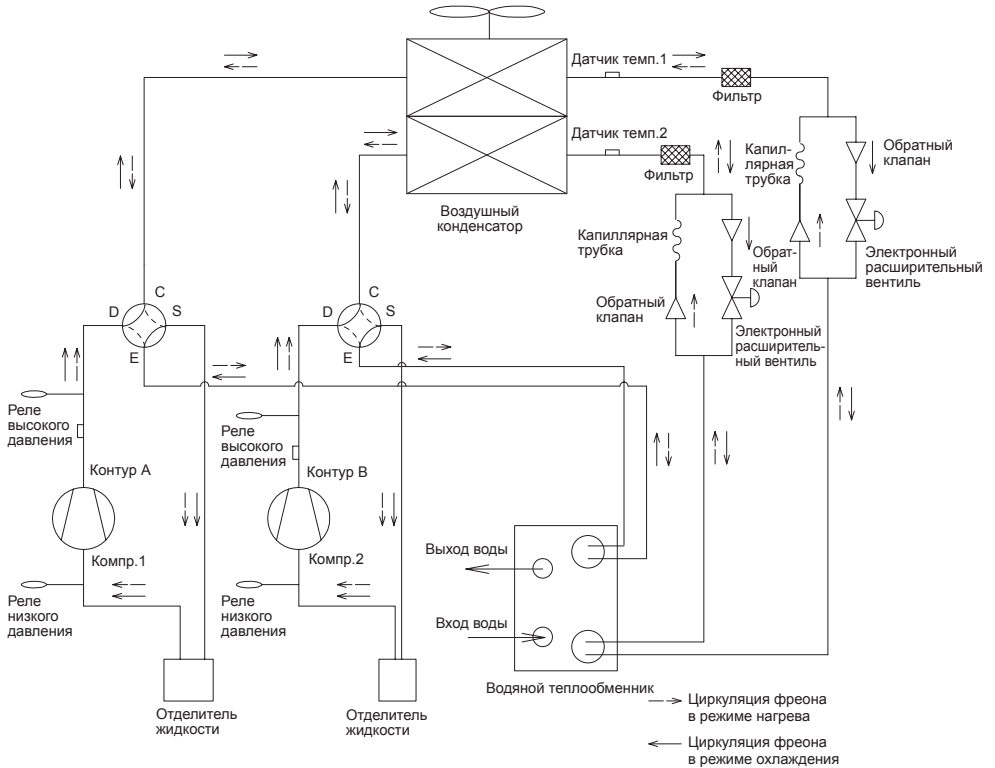 Датчик темп.1
Фильтр
Датчик темп.2
Фильтр
Воздушный
конденсатор
Капил-
лярная
трубка
Обратный
клапан
Капиллярная
трубка
Обрат-
ный
клапан
Электронный
расширительный
вентиль
Обратный
клапан
Электронный
расширитель-
ный вентиль
C
D
S
E
C
D
S
E
Реле
высокого
давления
Реле
высокого
давления
Контур А
Контур В
Компр.1
Компр.2
Реле
низкого
давления
Реле
низкого
давления
Выход воды
Вход воды
Водяной теплообменник
Отделитель
жидкости
Отделитель
жидкости
Циркуляция фреона
в режиме нагрева
Циркуляция фреона
в режиме охлаждения